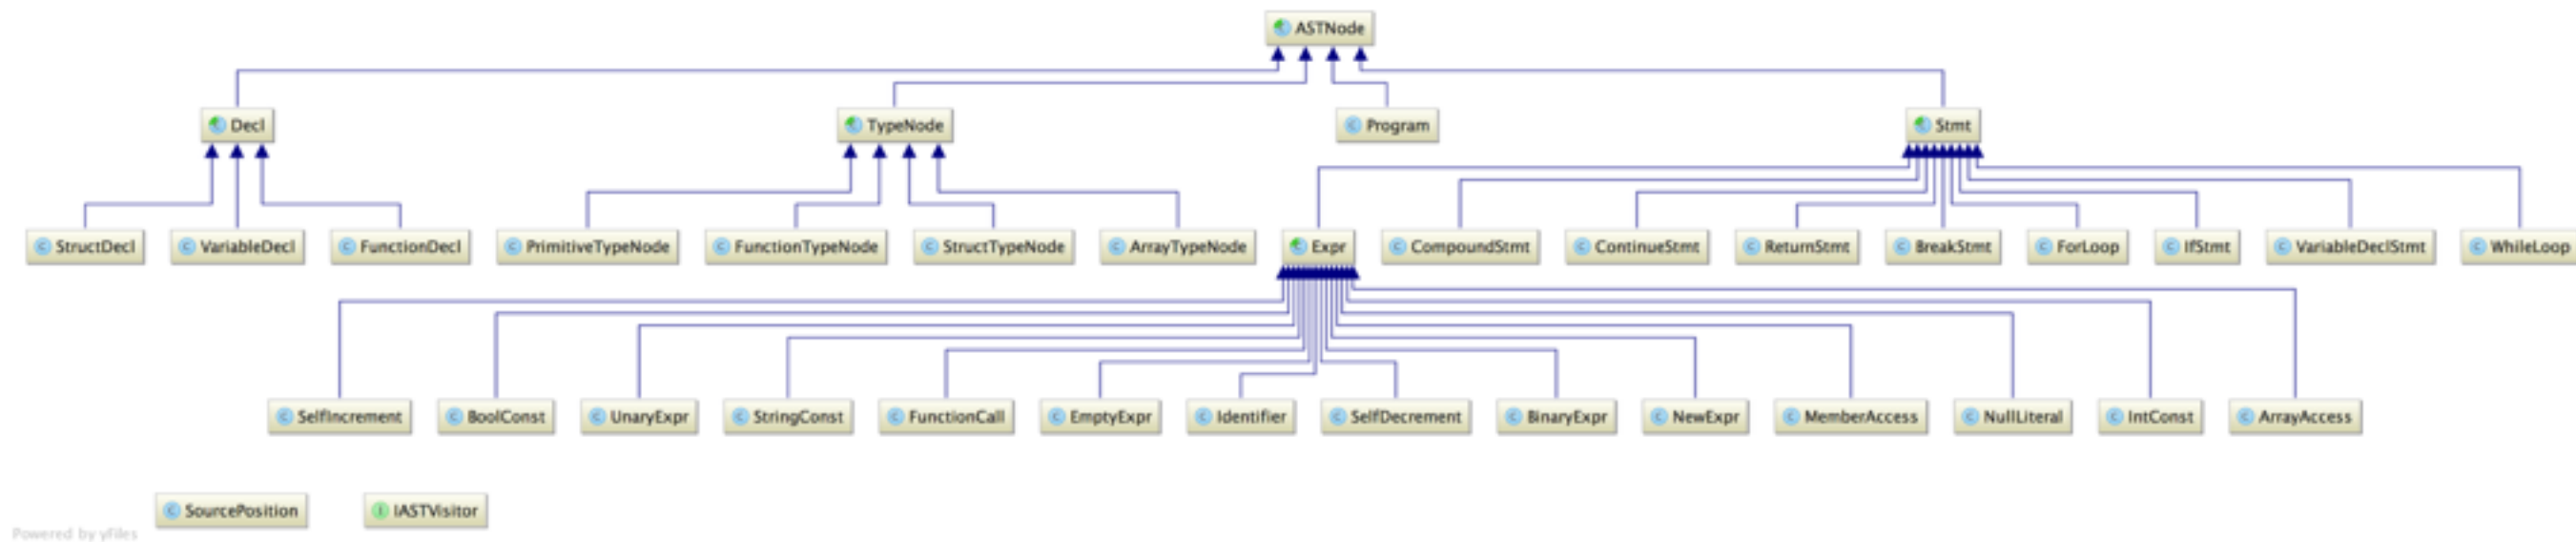 ASTNode
Decl TypeNode Program Stmt
StructDecl VariableDecl FunctionDecl PrimitiveTypeNode FunctionTypeNode StructTypeNode ArrayTypeNode Expr CompoundStmt ContinueStmt ReturnStmt BreakStmt ForLoop IfStmt VariableDeclStmt WhileLoop
SelfIncrement BoolConst UnaryExpr StringConst FunctionCall EmptyExpr Identifier SelfDecrement BinaryExpr NewExpr MemberAccess NullLiteral IntConst ArrayAccess
SourcePosition IASTVisitor
Powered by yFiles